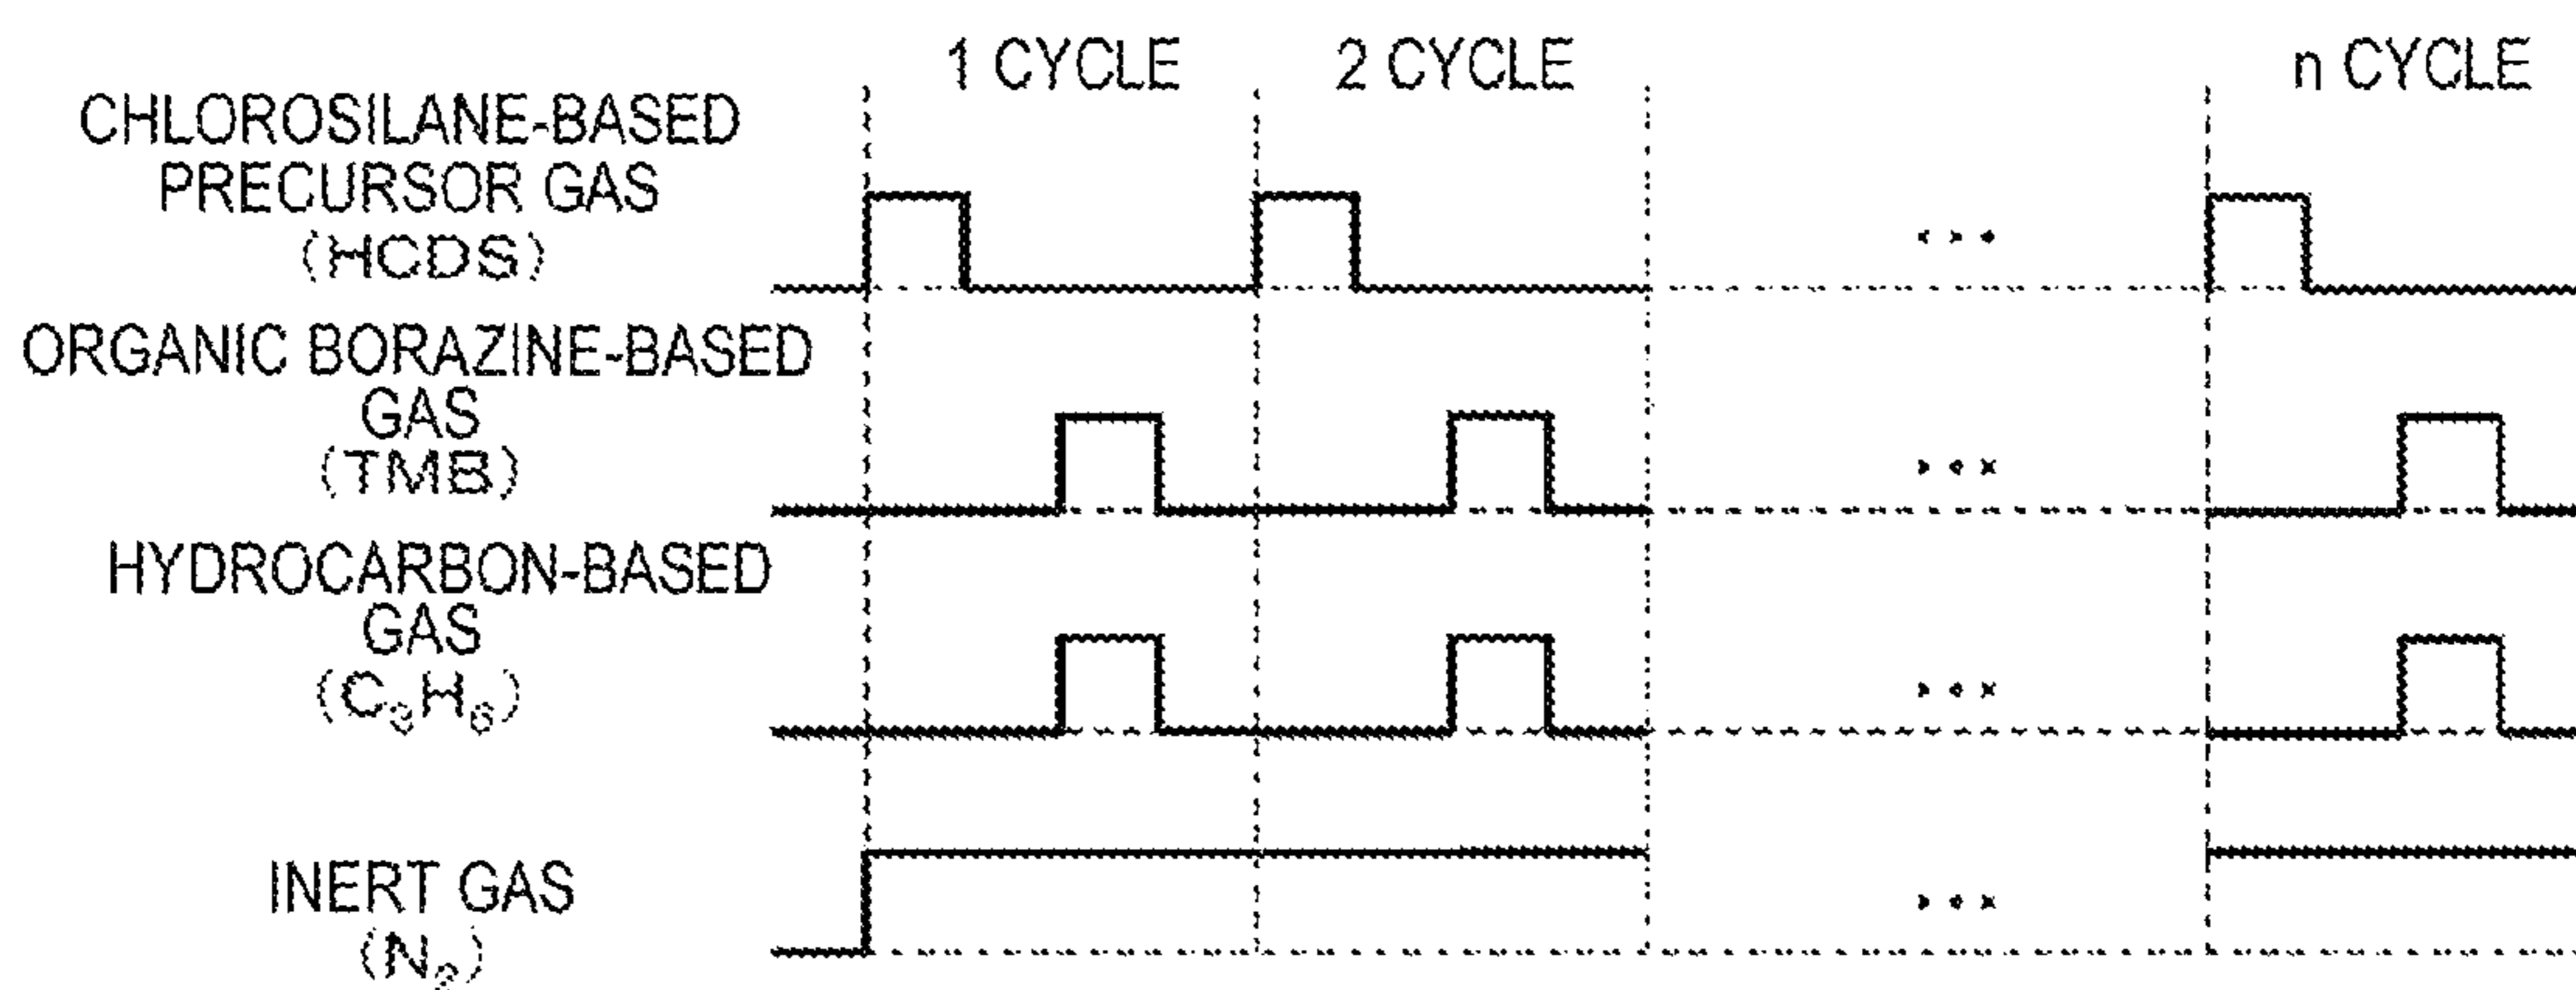 1 CYCLE 2 CYCLE n CYCLE
CHLOROSILANE-BASED
PRECURSOR GAS
(HCDS)
ORGANIC BORAZINE-BASED
GAS
(TMB)
HYDROCARBON-BASED
GAS
(C₃H₆)
INERT GAS
(N₂)